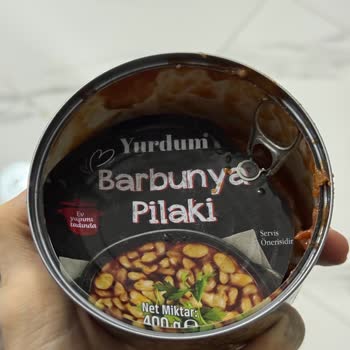 Yurdum
Barbunya
Pilaki
Ev
yapımı
tadında
Servis
Önerisidir
Net Miktar:
400 g e